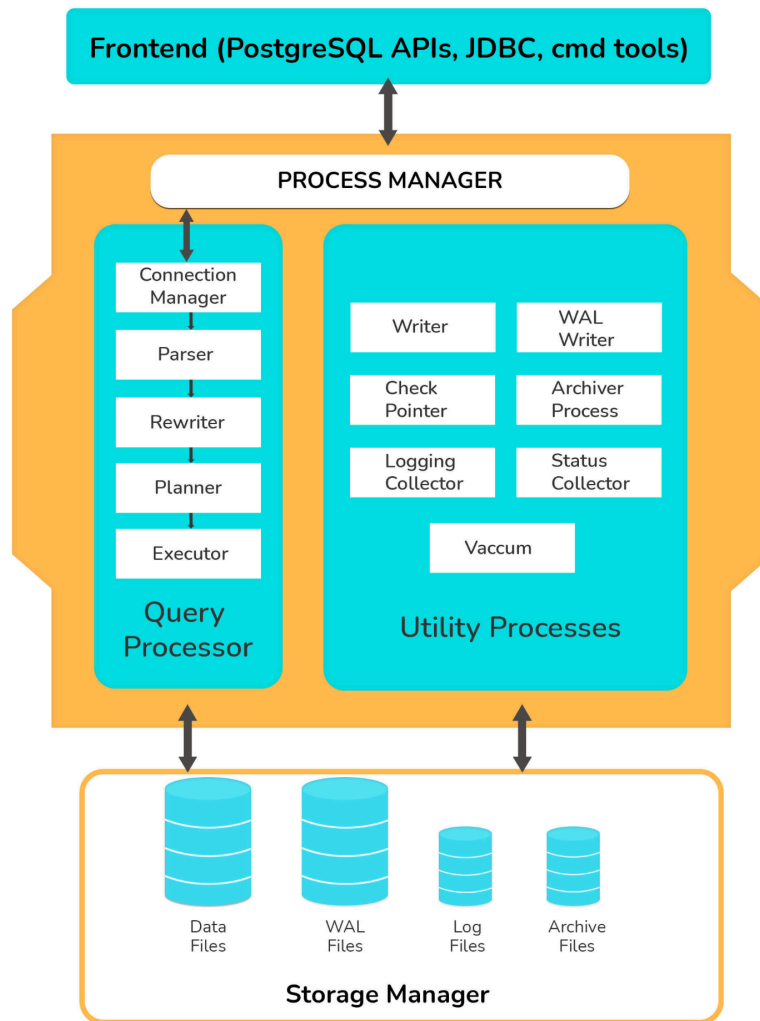 Frontend (PostgreSQL APIs, JDBC, cmd tools)
PROCESS MANAGER
Connection
Manager
Parser
Rewriter
Planner
Executor
Query
Processor
Writer
WAL
Writer
Check
Pointer
Archiver
Process
Logging
Collector
Status
Collector
Vaccum
Utility Processes
Data
Files
WAL
Files
Log
Files
Archive
Files
Storage Manager